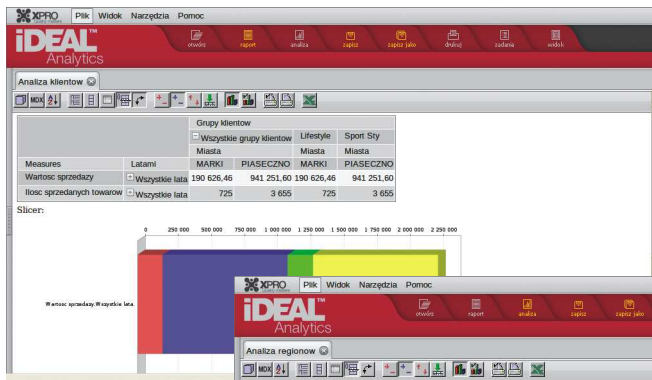 XPRO Plik Widok Narzędzia Pomoc
iDEAL™
Analytics
otwórz raport analiza zapisz zapisz jako drukuj zadania widok
Analiza klientow
MDX
Grupy klientow
Wszystkie grupy klientow Lifestyle Sport Sty
Miasta Miasta Miasta
Measures Latami MARKI PIASECZNO MARKI PIASECZNO
Wartosc sprzedazy Wszystkie lata 190 626,46 941 251,60 190 626,46 941 251,60
Ilosc sprzedanych towarow Wszystkie lata 725 3 655 725 3 655
Slicer:
0 250 000 500 000 750 000 1 000 000 1 250 000 1 500 000 1 750 000 2 000 000 2 250 000
Wartosc sprzedazy.Wszystkie lata.
XPRO Plik Widok Narzędzia Pomoc
iDEAL™
Analytics
otwórz raport analiza zapisz zapisz jako
Analiza regionow
MDX